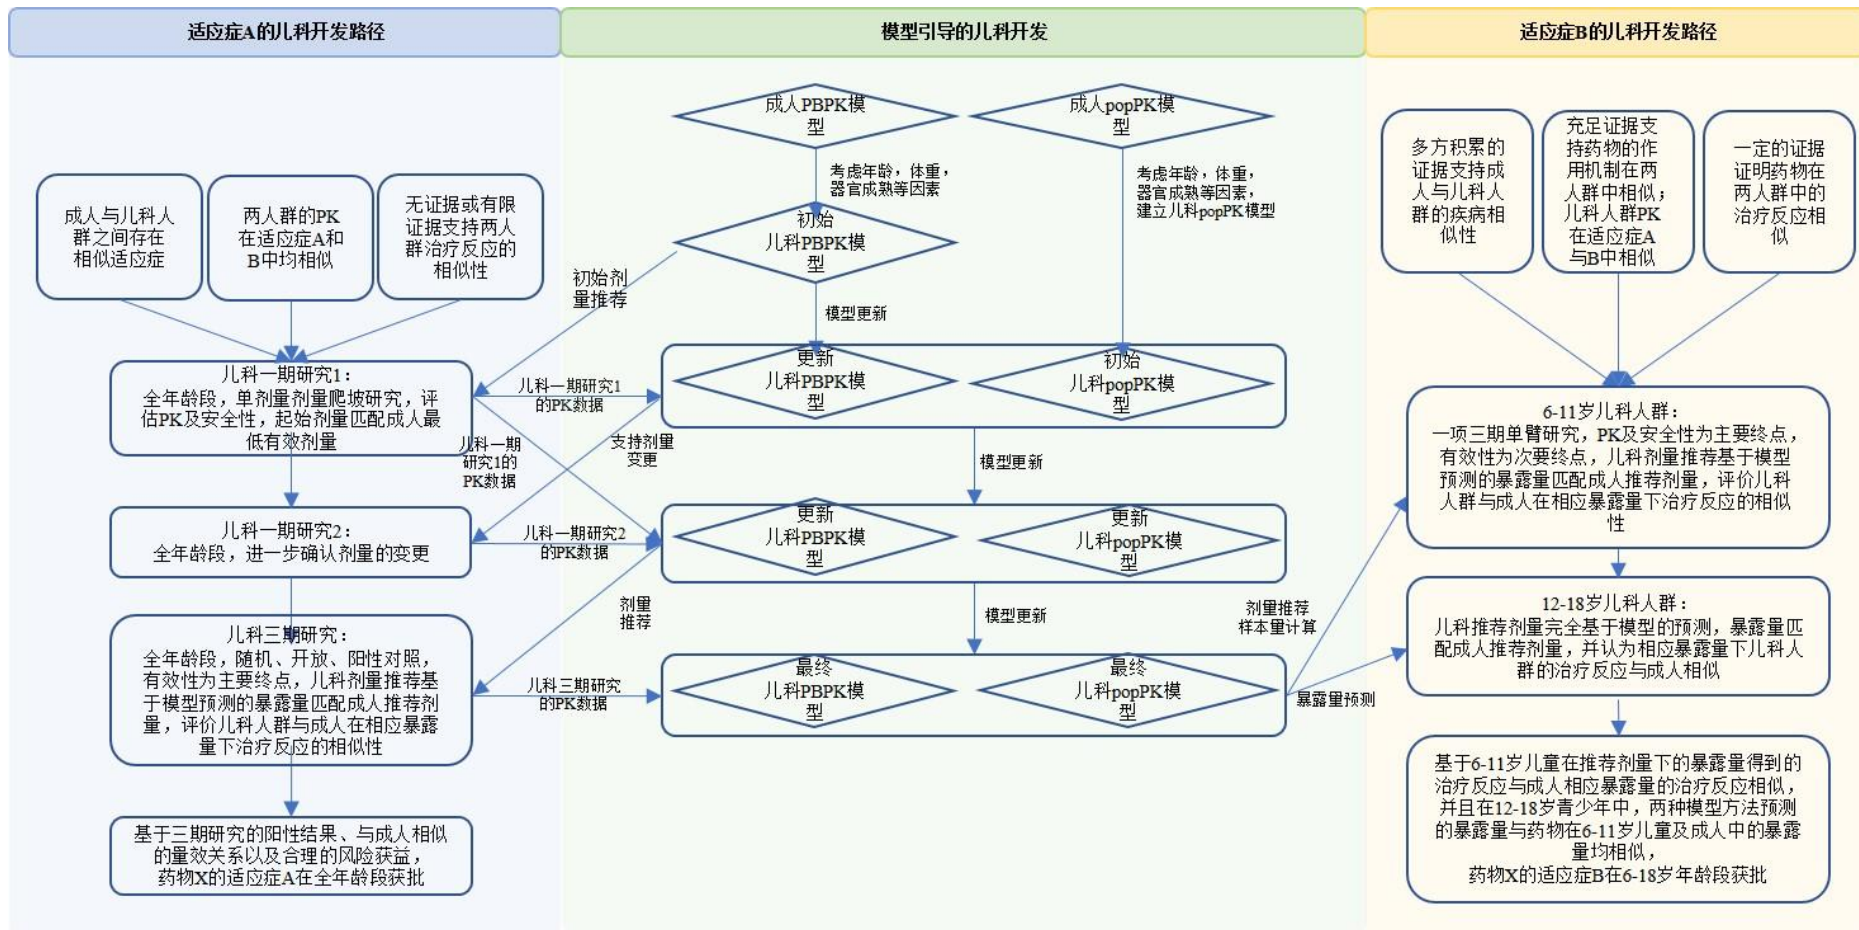 适应症A的儿科开发路径
成人与儿科人
群之间存在
相似适应症
两人群的PK
在适应症A和
B中均相似
无证据或有限
证据支持两人
群治疗反应的
相似性
儿科一期研究1：
全年龄段，单剂量剂量爬坡研究，评
估PK及安全性，起始剂量匹配成人最
低有效剂量
儿科一期研究2：
全年龄段，进一步确认剂量的变更
儿科三期研究：
全年龄段，随机、开放、阳性对照，
有效性为主要终点，儿科剂量推荐基
于模型预测的暴露量匹配成人推荐剂
量，评价儿科人群与成人在相应暴露
量下治疗反应的相似性
基于三期研究的阳性结果、与成人相似
的量效关系以及合理的风险获益，
药物X的适应症A在全年龄段获批
模型引导的儿科开发
成人PBPK模
型
成人popPK模
型
考虑年龄，体重，
器官成熟等因素
考虑年龄，体重，
器官成熟等因素，
建立儿科popPK模型
初始
儿科PBPK模
型
初始剂
量推荐
模型更新
更新
儿科PBPK模
型
初始
儿科popPK模
型
儿科一期研究1
的PK数据
儿科一期
研究1的
PK数据
支持剂量
变更
模型更新
更新
儿科PBPK模
型
更新
儿科popPK模
型
儿科一期研究2
的PK数据
剂量
推荐
模型更新
最终
儿科PBPK模
型
最终
儿科popPK模
型
儿科三期研究
的PK数据
剂量推荐
样本量计算
暴露量预测
适应症B的儿科开发路径
多方积累的
证据支持成
人与儿科人
群的疾病相
似性
充足证据支
持药物的作
用机制在两
人群中相似；
儿科人群PK
在适应症A
与B中相似
一定的证据
证明药物在
两人群中的
治疗反应相
似
6-11岁儿科人群：
一项三期单臂研究，PK及安全性为主要终点，
有效性为次要终点，儿科剂量推荐基于模型
预测的暴露量匹配成人推荐剂量，评价儿科
人群与成人在相应暴露量下治疗反应的相似
性
12-18岁儿科人群：
儿科推荐剂量完全基于模型的预测，暴露量匹
配成人推荐剂量，并认为相应暴露量下儿科人
群的治疗反应与成人相似
基于6-11岁儿童在推荐剂量下的暴露量得到的
治疗反应与成人相应暴露量的治疗反应相似，
并且在12-18岁青少年中，两种模型方法预测
的暴露量与药物在6-11岁儿童及成人中的暴露
量均相似，
药物X的适应症B在6-18岁年龄段获批